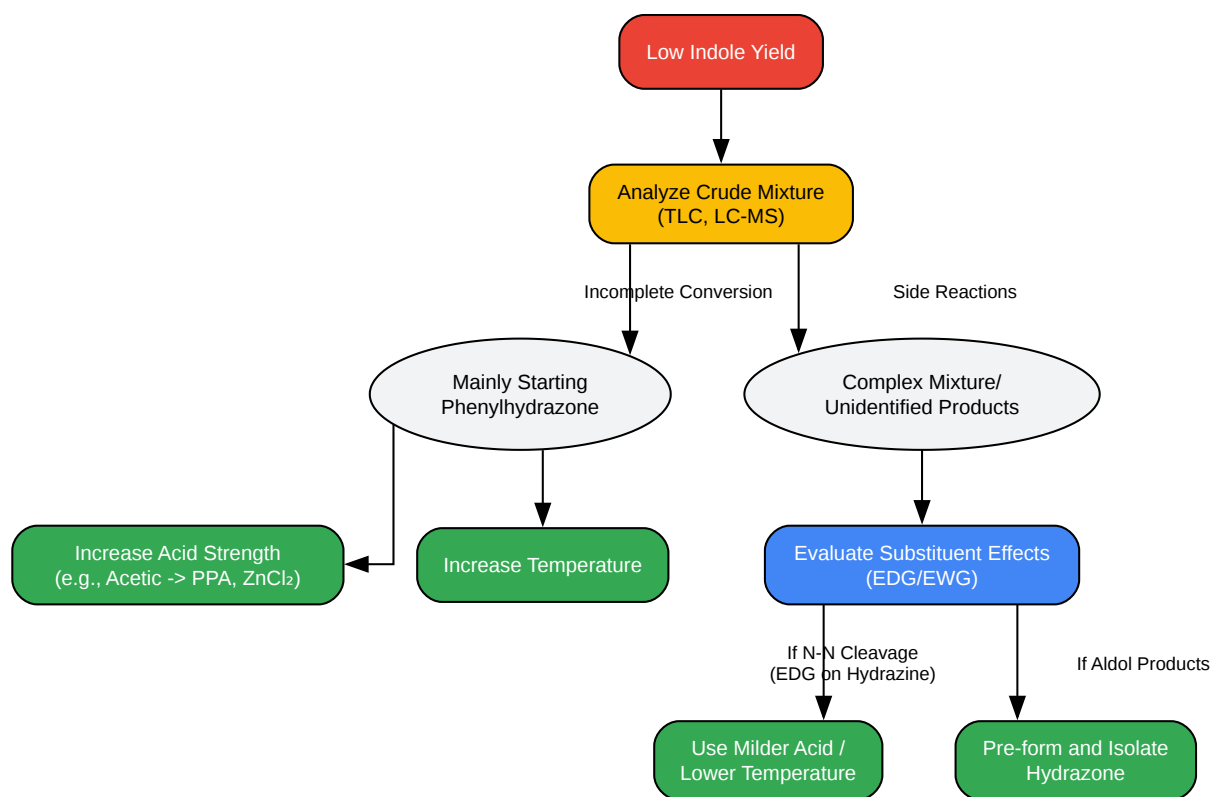 Low Indole Yield
Analyze Crude Mixture
(TLC, LC-MS)
Incomplete Conversion
Side Reactions
Mainly Starting
Phenylhydrazone
Complex Mixture/
Unidentified Products
Increase Acid Strength
(e.g., Acetic -> PPA, ZnCl₂)
Increase Temperature
Evaluate Substituent Effects
(EDG/EWG)
If N-N Cleavage
(EDG on Hydrazine)
If Aldol Products
Use Milder Acid /
Lower Temperature
Pre-form and Isolate
Hydrazone